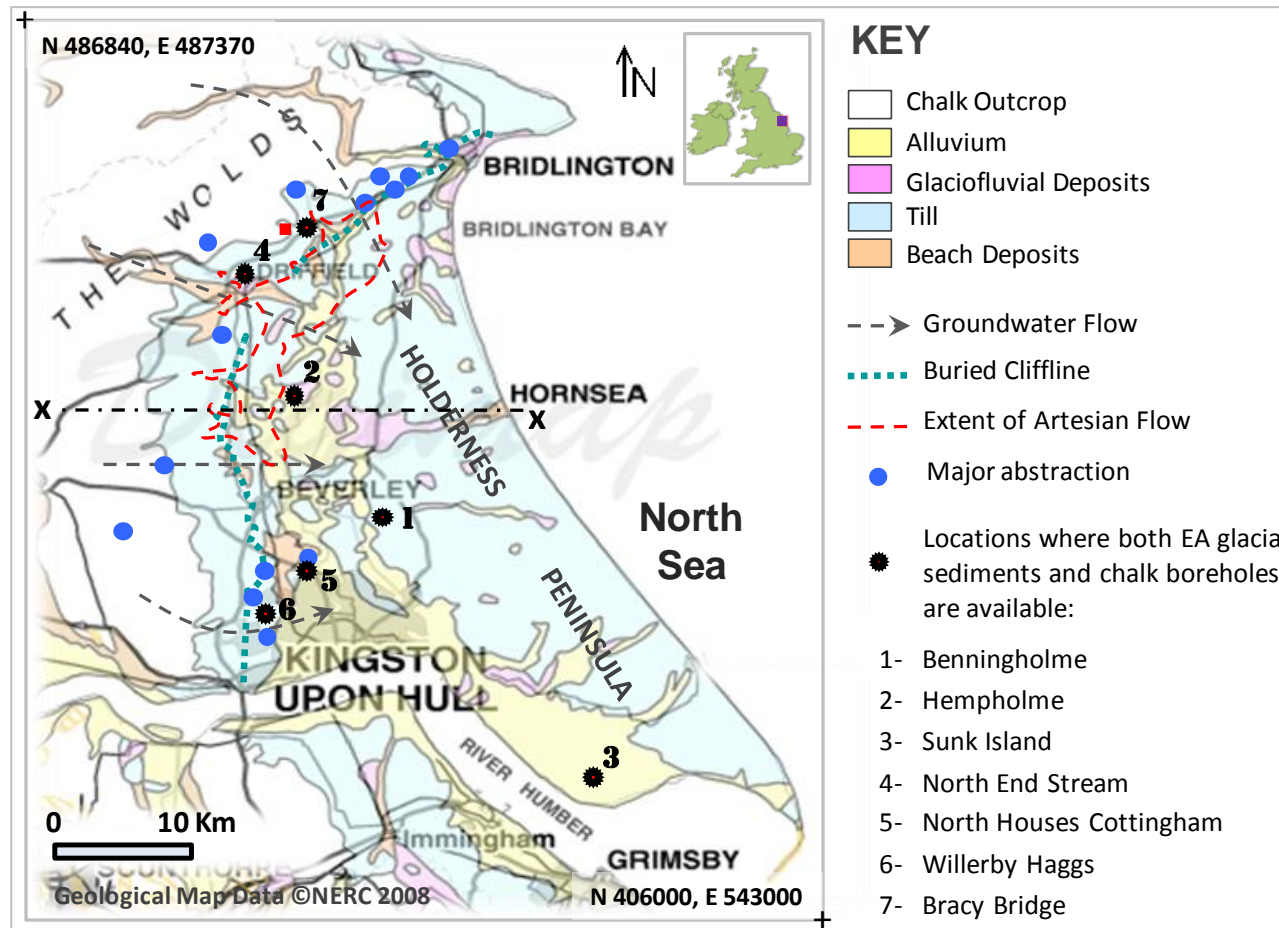 N 486840, E 487370
N
THE WOLDS
BRIDLINGTON
BRIDLINGTON BAY
7
4
DRIFFIELD
2
HOLDERNESS
HORNSEA
X
X
BEVERLEY
1
North
Sea
5
6
PENINSULA
KINGSTON
UPON HULL
3
RIVER HUMBER
0 10 Km
Immingham
GRIMSBY
SCUNTHORPE
Geological Map Data ©NERC 2008
N 406000, E 543000
KEY
Chalk Outcrop
Alluvium
Glaciofluvial Deposits
Till
Beach Deposits
Groundwater Flow
Buried Cliffline
Extent of Artesian Flow
Major abstraction
Locations where both EA glacia
sediments and chalk boreholes
are available:
1- Benningholme
2- Hempholme
3- Sunk Island
4- North End Stream
5- North Houses Cottingham
6- Willerby Haggs
7- Bracy Bridge